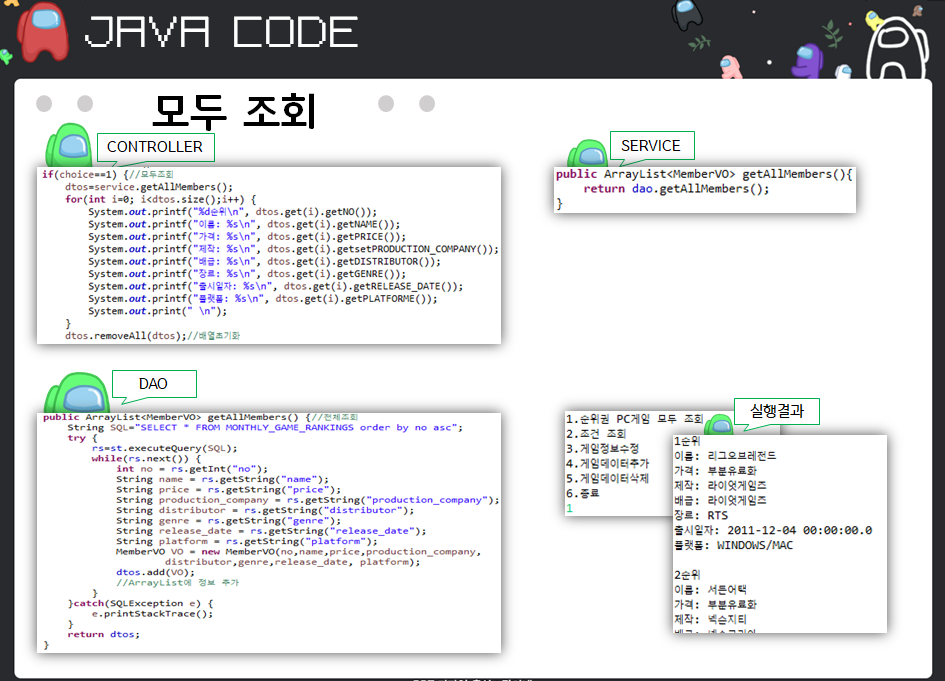 JAVA CODE
모두 조회
CONTROLLER
if(choice==1) {//모두조회
dtos=service.getAllMembers();
for(int i=0; i<dtos.size();i++) {
System.out.printf("%d순위\n", dtos.get(i).getNO());
System.out.printf("이름: %s\n", dtos.get(i).getNAME());
System.out.printf("가격: %s\n", dtos.get(i).getPRICE());
System.out.printf("제작: %s\n", dtos.get(i).getsetPRODUCTION_COMPANY());
System.out.printf("배급: %s\n", dtos.get(i).getDISTRIBUTOR());
System.out.printf("장르: %s\n", dtos.get(i).getGENRE());
System.out.printf("출시일자: %s\n", dtos.get(i).getRELEASE_DATE());
System.out.printf("플랫폼: %s\n", dtos.get(i).getPLATFORME());
System.out.print(" \n");
}
dtos.removeAll(dtos);//배열초기화
SERVICE
public ArrayList<MemberVO> getAllMembers(){
return dao.getAllMembers();
}
DAO
public ArrayList<MemberVO> getAllMembers() {//전체조회
String SQL="SELECT * FROM MONTHLY_GAME_RANKINGS order by no asc";
try {
rs=st.executeQuery(SQL);
while(rs.next()) {
int no = rs.getInt("no");
String name = rs.getString("name");
String price = rs.getString("price");
String production_company = rs.getString("production_company");
String distributor = rs.getString("distributor");
String genre = rs.getString("genre");
String release_date = rs.getString("release_date");
String platform = rs.getString("platform");
MemberVO VO = new MemberVO(no,name,price,production_company,
distributor,genre,release_date, platform);
dtos.add(VO);
//ArrayList에 정보 추가
}
}catch(SQLException e) {
e.printStackTrace();
}
return dtos;
}
실행결과
1.순위권 PC게임 모두 조회
2.조건 조회
3.게임정보수정
4.게임데이터추가
5.게임데이터삭제
6.종료
1
1순위
이름: 리그오브레전드
가격: 부분유료화
제작: 라이엇게임즈
배급: 라이엇게임즈
장르: RTS
출시일자: 2011-12-04 00:00:00.0
플랫폼: WINDOWS/MAC
2순위
이름: 서든어택
가격: 부분유료화
제작: 넥슨지티